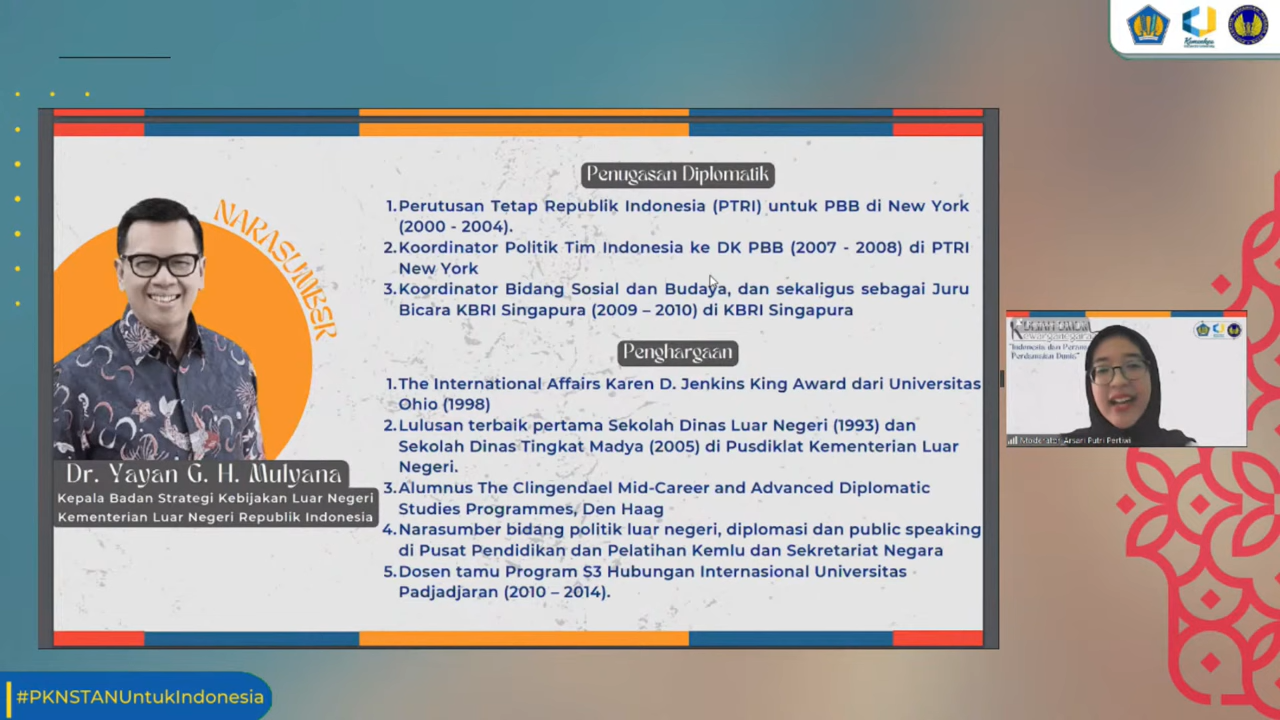 NARASUMBER
Dr. Yayan G. H. Mulyana
Kepala Badan Strategi Kebijakan Luar Negeri
Kementerian Luar Negeri Republik Indonesia
Penugasan Diplomatik
1. Perutusan Tetap Republik Indonesia (PTRI) untuk PBB di New York
(2000 - 2004).
2. Koordinator Politik Tim Indonesia ke DK PBB (2007 - 2008) di PTRI
New York
3. Koordinator Bidang Sosial dan Budaya, dan sekaligus sebagai Juru
Bicara KBRI Singapura (2009 – 2010) di KBRI Singapura
Penghargaan
1. The International Affairs Karen D. Jenkins King Award dari Universitas
Ohio (1998)
2. Lulusan terbaik pertama Sekolah Dinas Luar Negeri (1993) dan
Sekolah Dinas Tingkat Madya (2005) di Pusdiklat Kementerian Luar
Negeri.
3. Alumnus The Clingendael Mid-Career and Advanced Diplomatic
Studies Programmes, Den Haag
4. Narasumber bidang politik luar negeri, diplomasi dan public speaking
di Pusat Pendidikan dan Pelatihan Kemlu dan Sekretariat Negara
5. Dosen tamu Program S3 Hubungan Internasional Universitas
Padjadjaran (2010 – 2014).
"Indonesia dan
Perdamaian Dunia"
Moderator_Arsari Putri Pertiwi
#PKNSTANUntukIndonesia